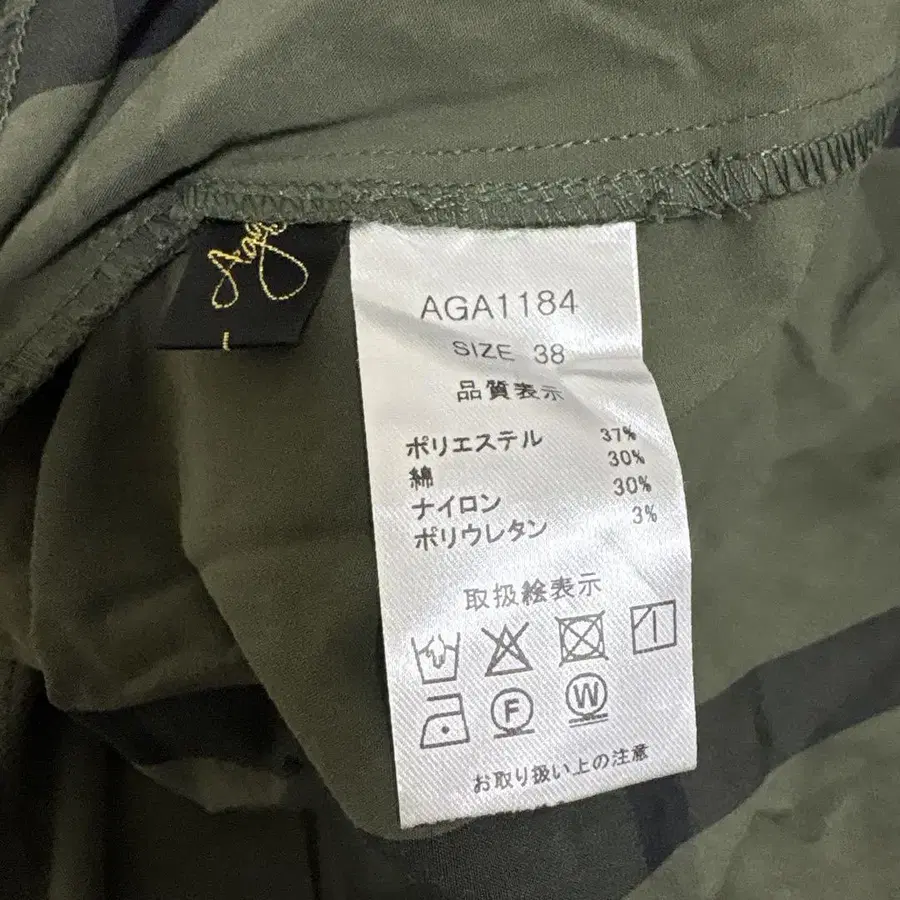 AGA1184
SIZE 38
品質表示
ポリエステル 37%
綿 30%
ナイロン 30%
ポリウレタン 3%
取扱絵表示
F
W
お取り扱い上の注意